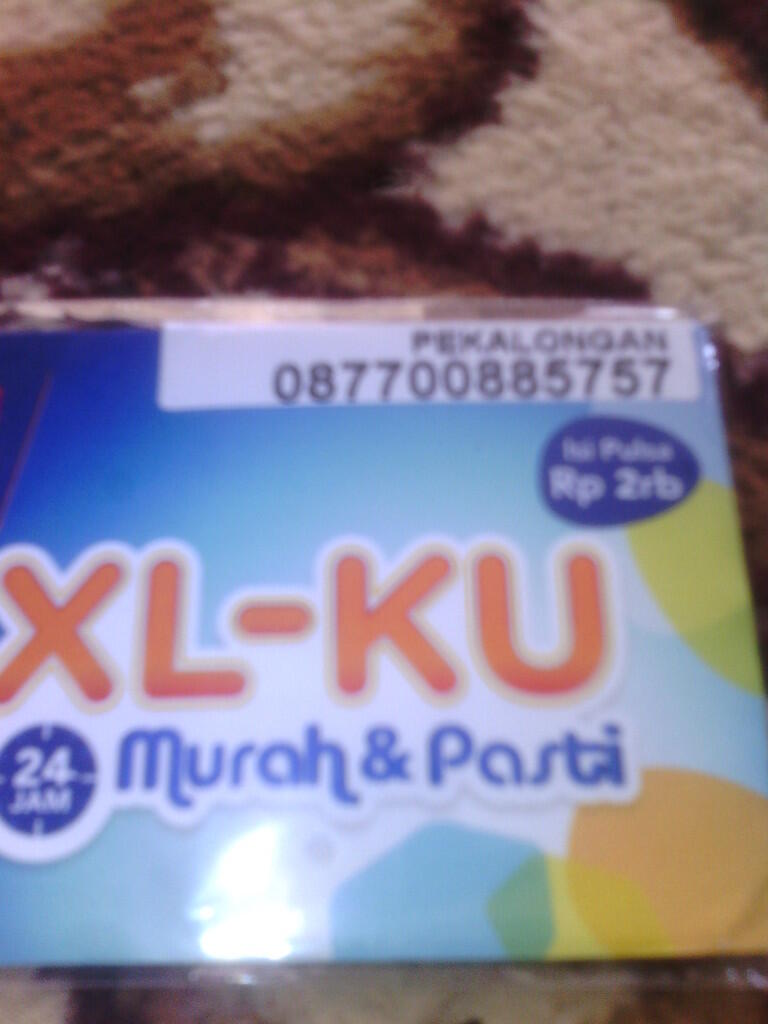 PEKALONGAN
087700885757
Isi Pulsa
Rp 2rb
XL-KU
24
JAM
Murah & Pasti